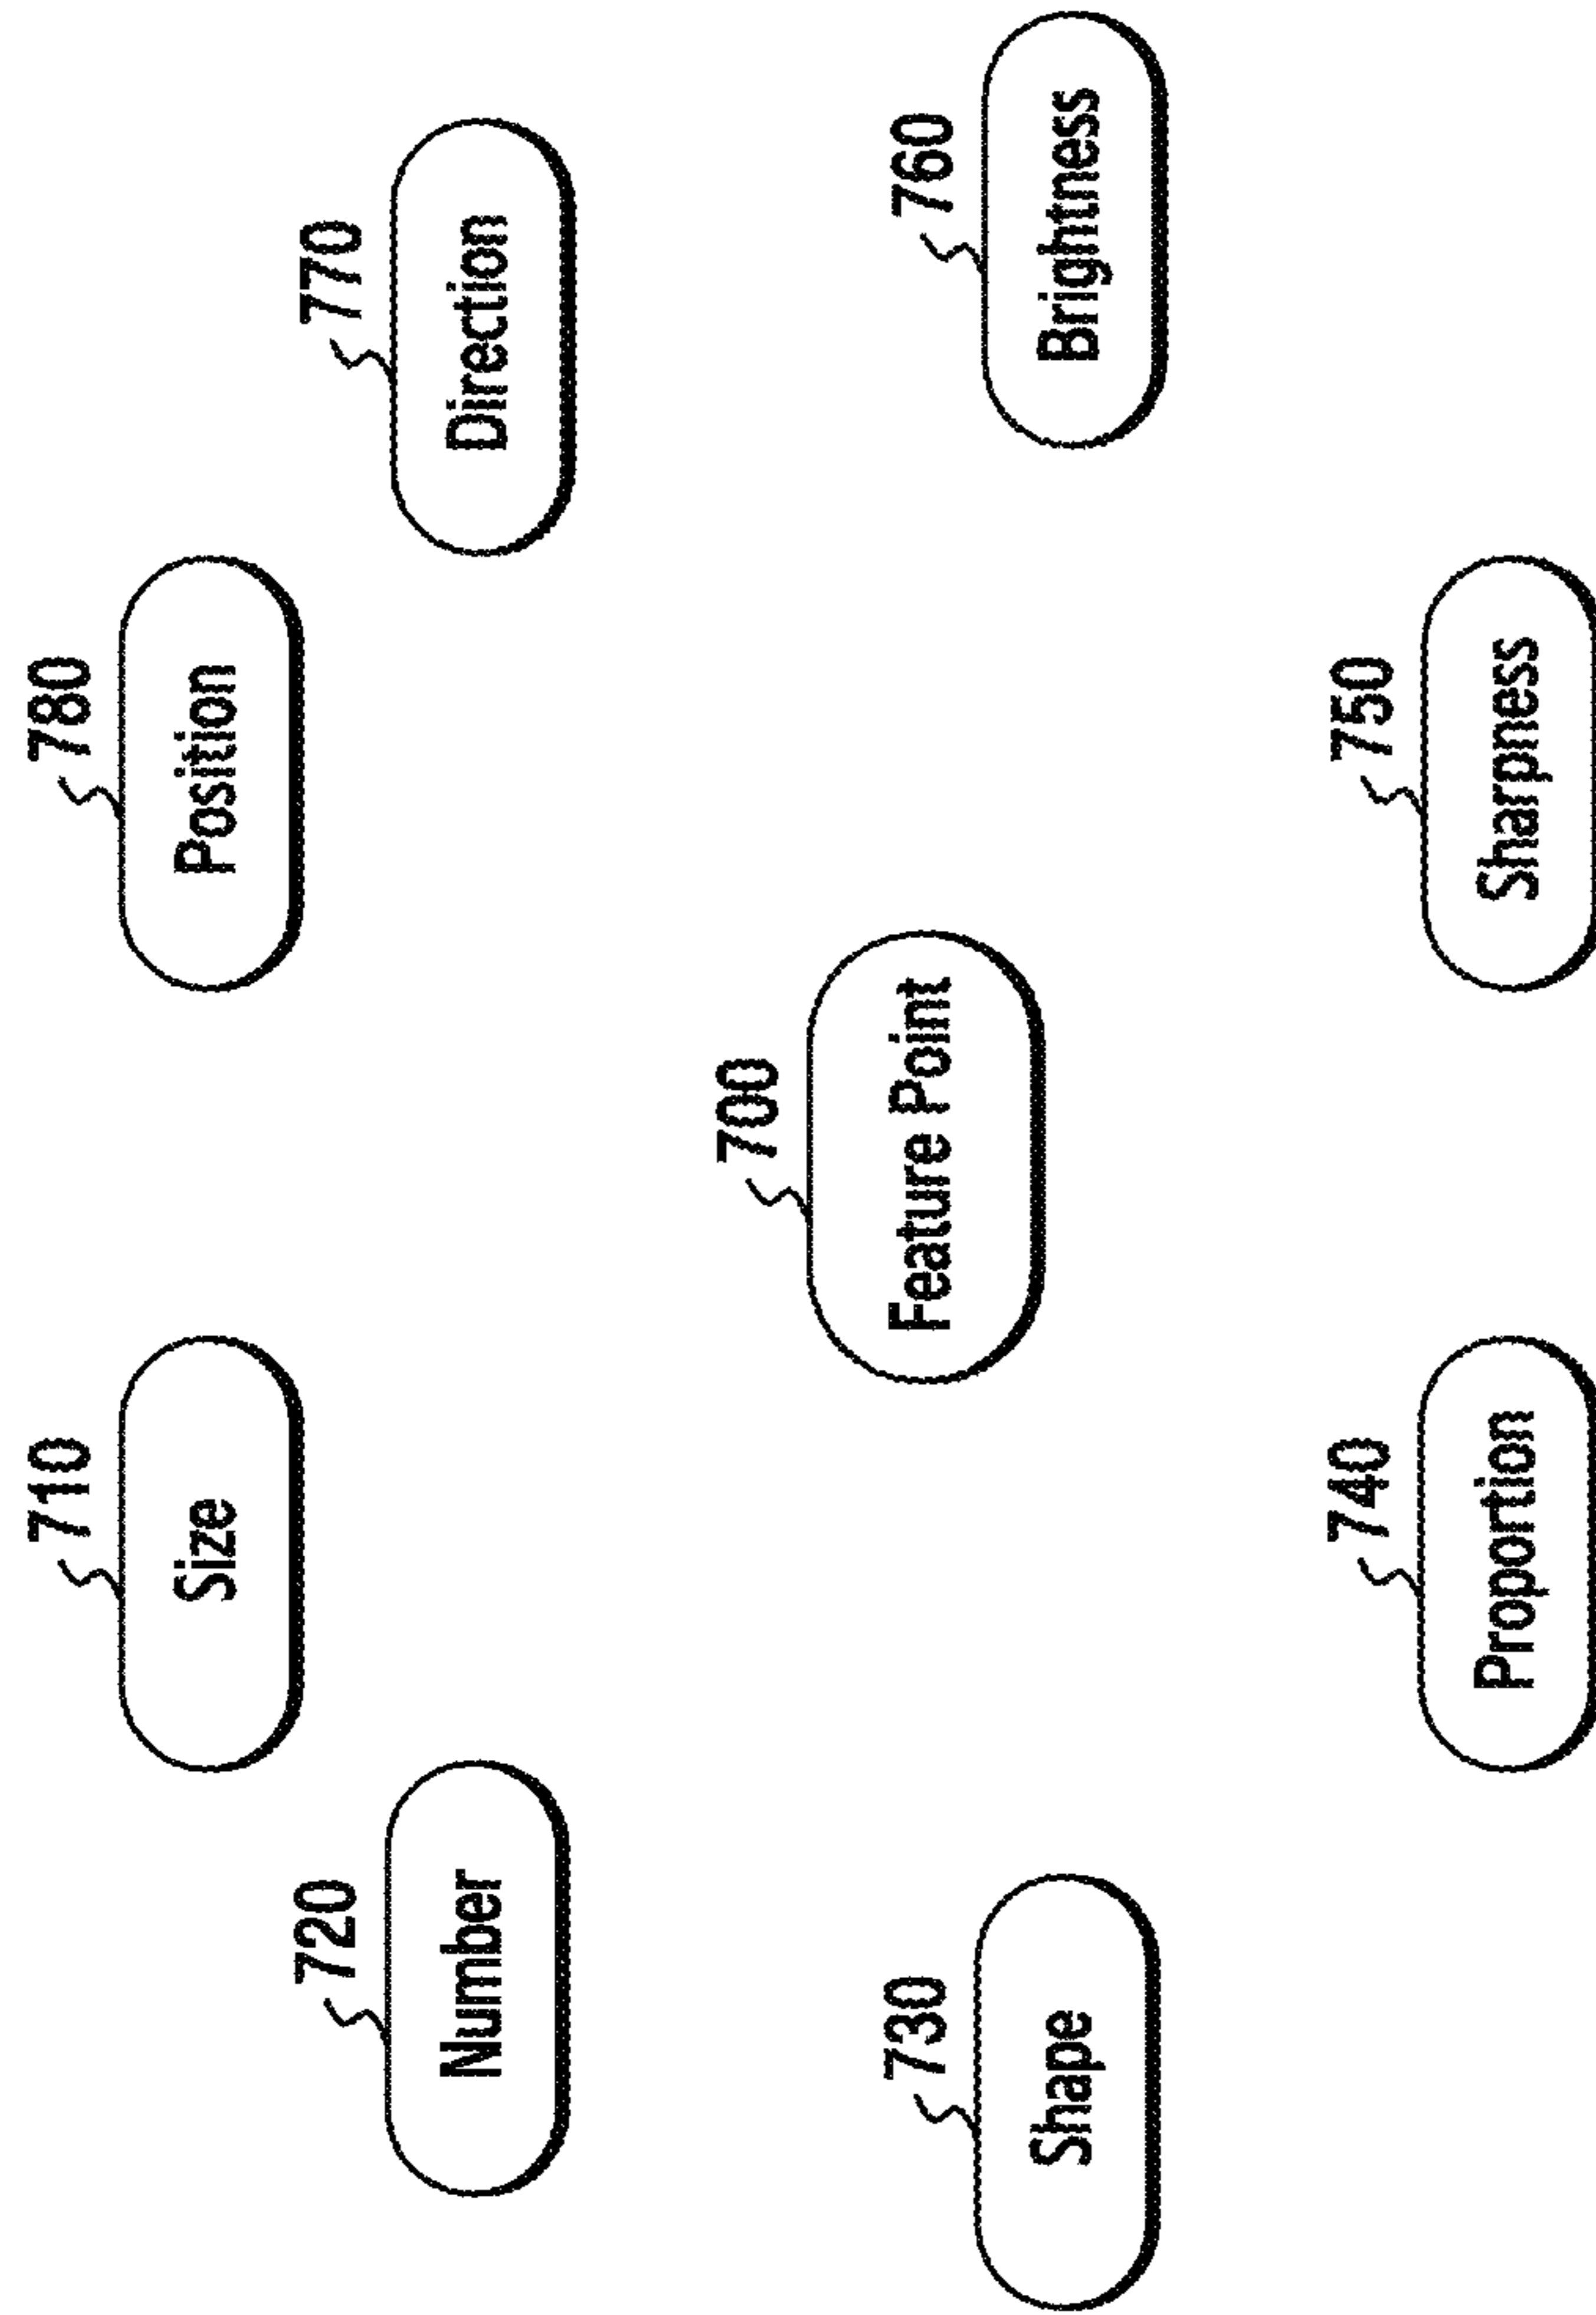 710
Size
780
Position
720
Number
770
Direction
700
Feature Point
730
Shape
760
Brightness
740
Proportion
750
Sharpness